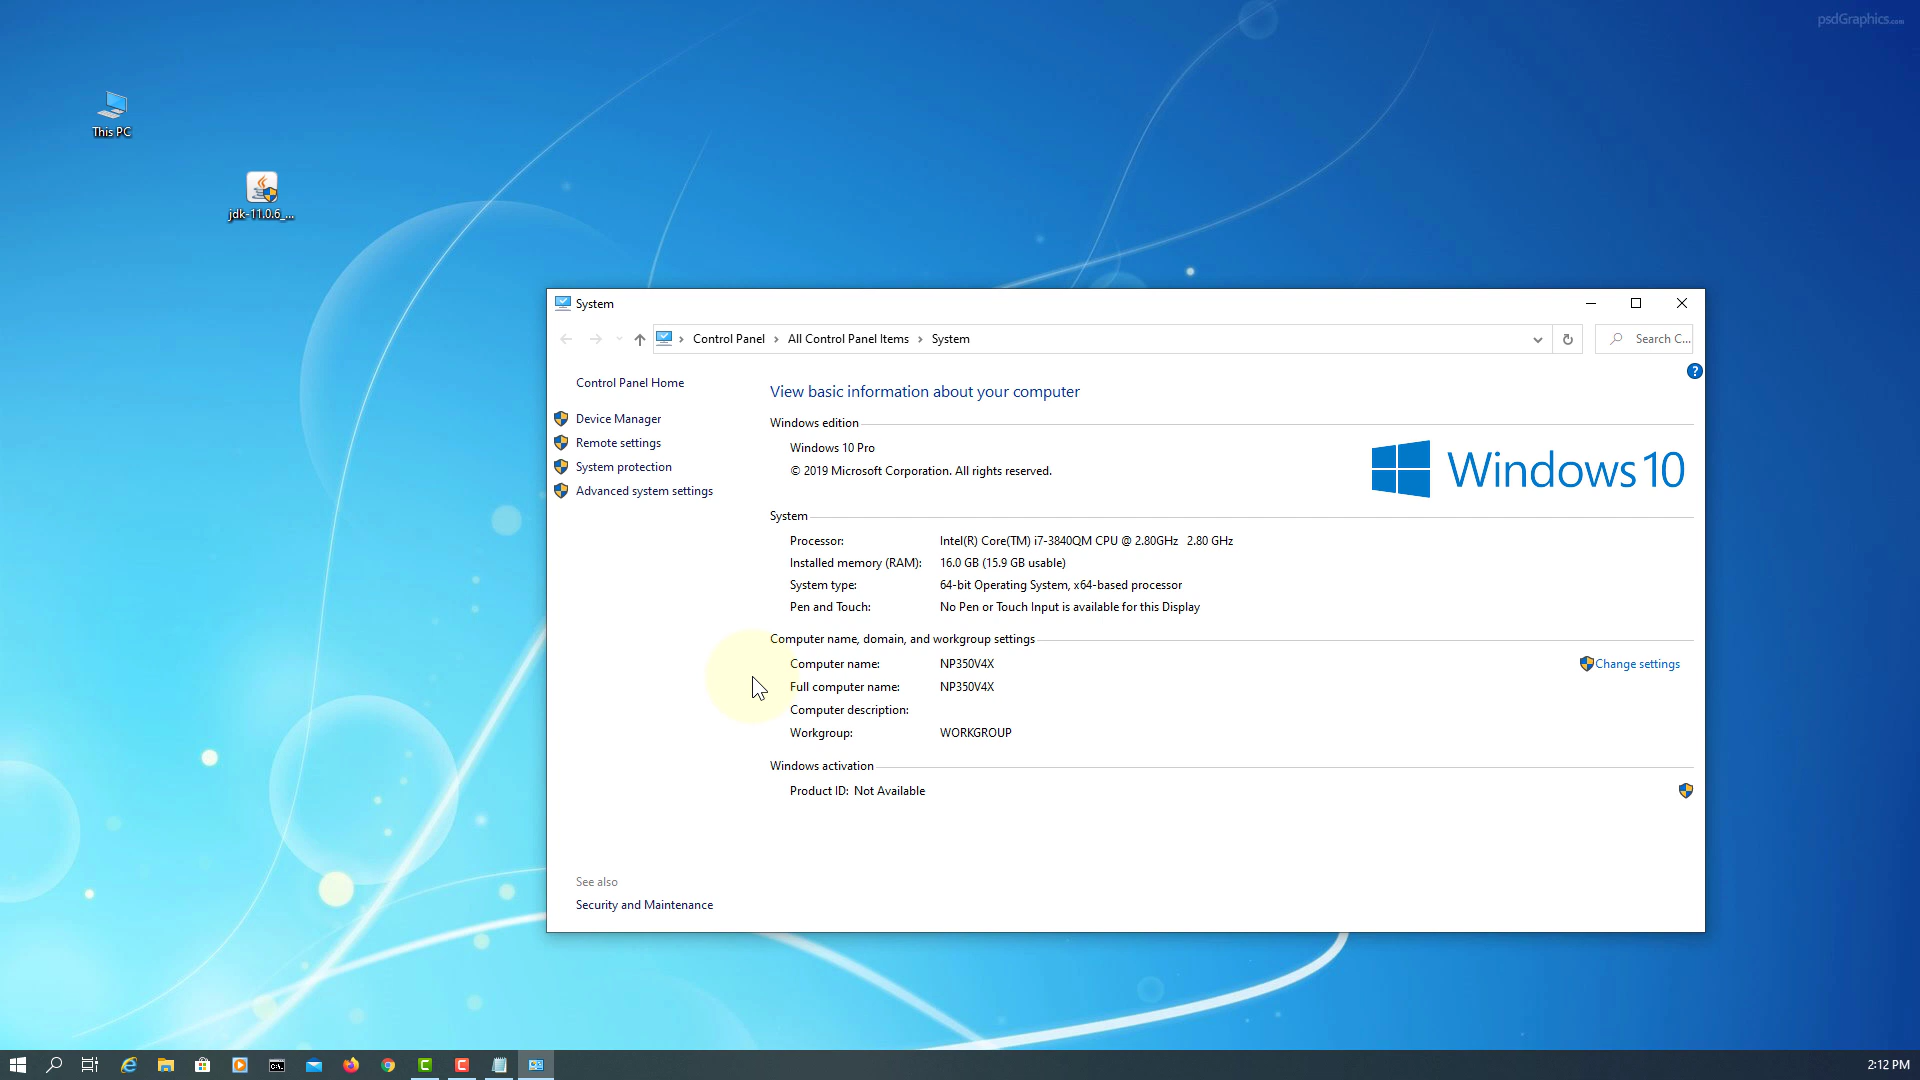 psdGraphics.com
This PC
jdk-11.0.6_...
System
Control Panel > All Control Panel Items > System
Search C...
Control Panel Home
Device Manager
Remote settings
System protection
Advanced system settings
View basic information about your computer
Windows edition
Windows 10 Pro
© 2019 Microsoft Corporation. All rights reserved.
Windows 10
System
Processor: Intel(R) Core(TM) i7-3840QM CPU @ 2.80GHz 2.80 GHz
Installed memory (RAM): 16.0 GB (15.9 GB usable)
System type: 64-bit Operating System, x64-based processor
Pen and Touch: No Pen or Touch Input is available for this Display
Computer name, domain, and workgroup settings
Computer name: NP350V4X
Change settings
Full computer name: NP350V4X
Computer description:
Workgroup: WORKGROUP
Windows activation
Product ID: Not Available
See also
Security and Maintenance
2:12 PM